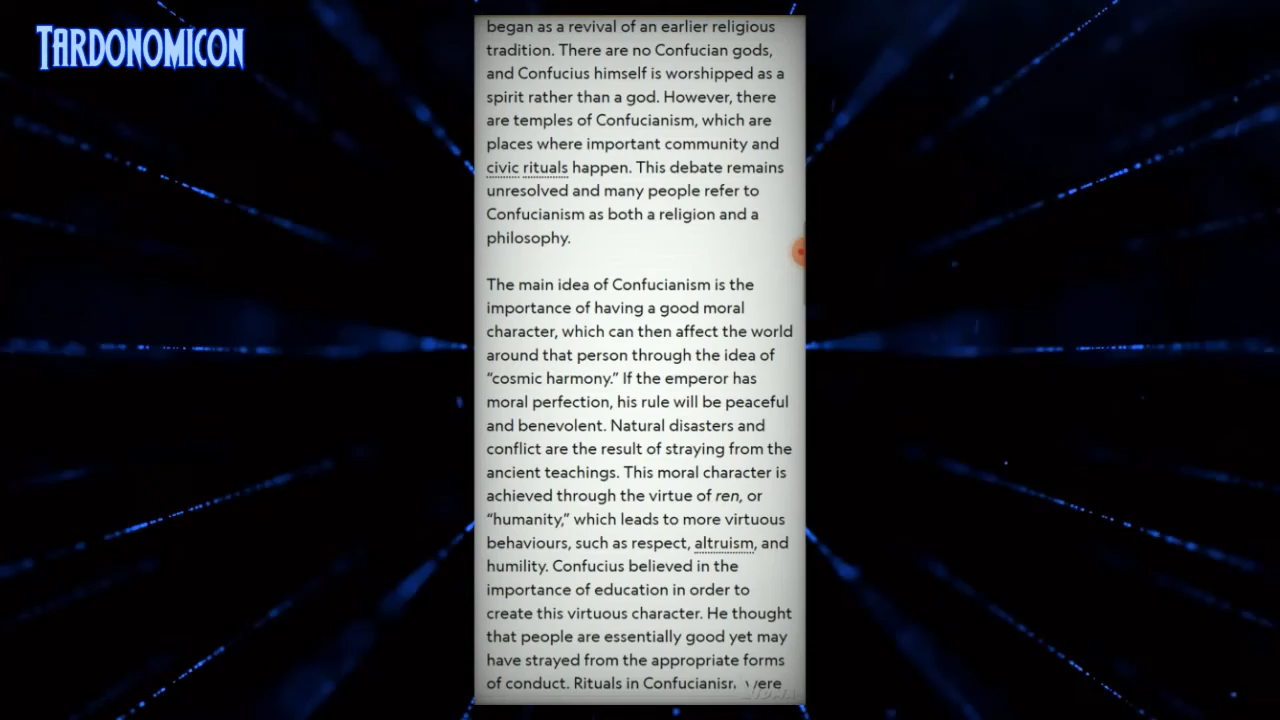 TARDONOMICON
began as a revival of an earlier religious
tradition. There are no Confucian gods,
and Confucius himself is worshipped as a
spirit rather than a god. However, there
are temples of Confucianism, which are
places where important community and
civic rituals happen. This debate remains
unresolved and many people refer to
Confucianism as both a religion and a
philosophy.
The main idea of Confucianism is the
importance of having a good moral
character, which can then affect the world
around that person through the idea of
“cosmic harmony.” If the emperor has
moral perfection, his rule will be peaceful
and benevolent. Natural disasters and
conflict are the result of straying from the
ancient teachings. This moral character is
achieved through the virtue of ren, or
“humanity,” which leads to more virtuous
behaviours, such as respect, altruism, and
humility. Confucius believed in the
importance of education in order to
create this virtuous character. He thought
that people are essentially good yet may
have strayed from the appropriate forms
of conduct. Rituals in